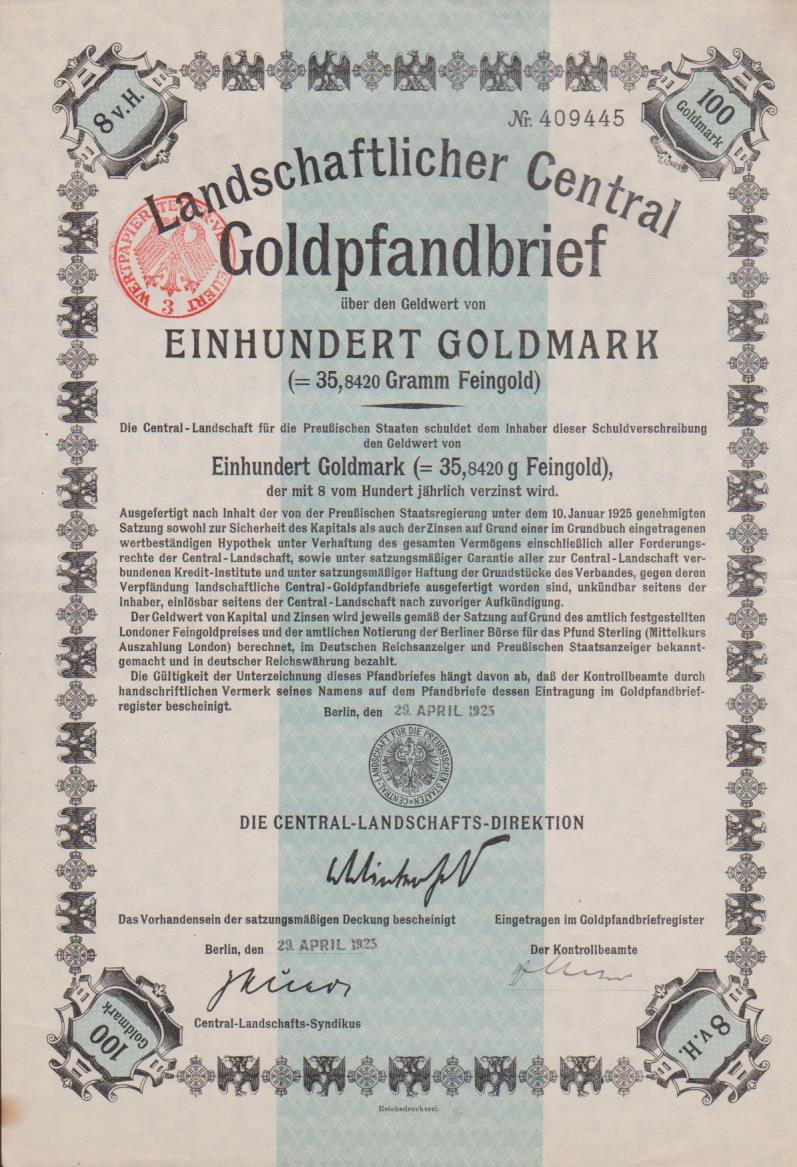 8 v. H.
100
Goldmark
Nr. 409445
Landschaftlicher Central
Goldpfandbrief
WERTPAPIERSTEUER VERSTEUERT
3
über den Geldwert von
EINHUNDERT GOLDMARK
(= 35,8420 Gramm Feingold)
Die Central-Landschaft für die Preußischen Staaten schuldet dem Inhaber dieser Schuldverschreibung
den Geldwert von
Einhundert Goldmark (= 35,8420 g Feingold),
der mit 8 vom Hundert jährlich verzinst wird.
Ausgefertigt nach Inhalt der von der Preußischen Staatsregierung unter dem 10. Januar 1925 genehmigten
Satzung sowohl zur Sicherheit des Kapitals als auch der Zinsen auf Grund einer im Grundbuch eingetragenen
wertbeständigen Hypothek unter Verhaftung des gesamten Vermögens einschließlich aller Forderungs-
rechte der Central-Landschaft, sowie unter satzungsmäßiger Garantie aller zur Central-Landschaft ver-
bundenen Kredit-Institute und unter satzungsmäßiger Haftung der Grundstücke des Verbandes, gegen deren
Verpfändung landschaftliche Central-Goldpfandbriefe ausgefertigt worden sind, unkündbar seitens der
Inhaber, einlösbar seitens der Central-Landschaft nach zuvoriger Aufkündigung.
Der Geldwert von Kapital und Zinsen wird jeweils gemäß der Satzung auf Grund des amtlich festgestellten
Londoner Feingoldpreises und der amtlichen Notierung der Berliner Börse für das Pfund Sterling (Mittelkurs
Auszahlung London) berechnet, im Deutschen Reichsanzeiger und Preußischen Staatsanzeiger bekannt-
gemacht und in deutscher Reichswährung bezahlt.
Die Gültigkeit der Unterzeichnung dieses Pfandbriefes hängt davon ab, daß der Kontrollbeamte durch
handschriftlichen Vermerk seines Namens auf dem Pfandbriefe dessen Eintragung im Goldpfandbrief-
register bescheinigt.
Berlin, den 29. APRIL 1925
CENTRAL-LANDSCHAFT FÜR DIE PREUSSISCHEN STAATEN
DIE CENTRAL-LANDSCHAFTS-DIREKTION
Das Vorhandensein der satzungsmäßigen Deckung bescheinigt
Eingetragen im Goldpfandbriefregister
Berlin, den 29. APRIL 1925
Der Kontrollbeamte
Central-Landschafts-Syndikus
100
Goldmark
8 v. H.
Reichsdruckerei.